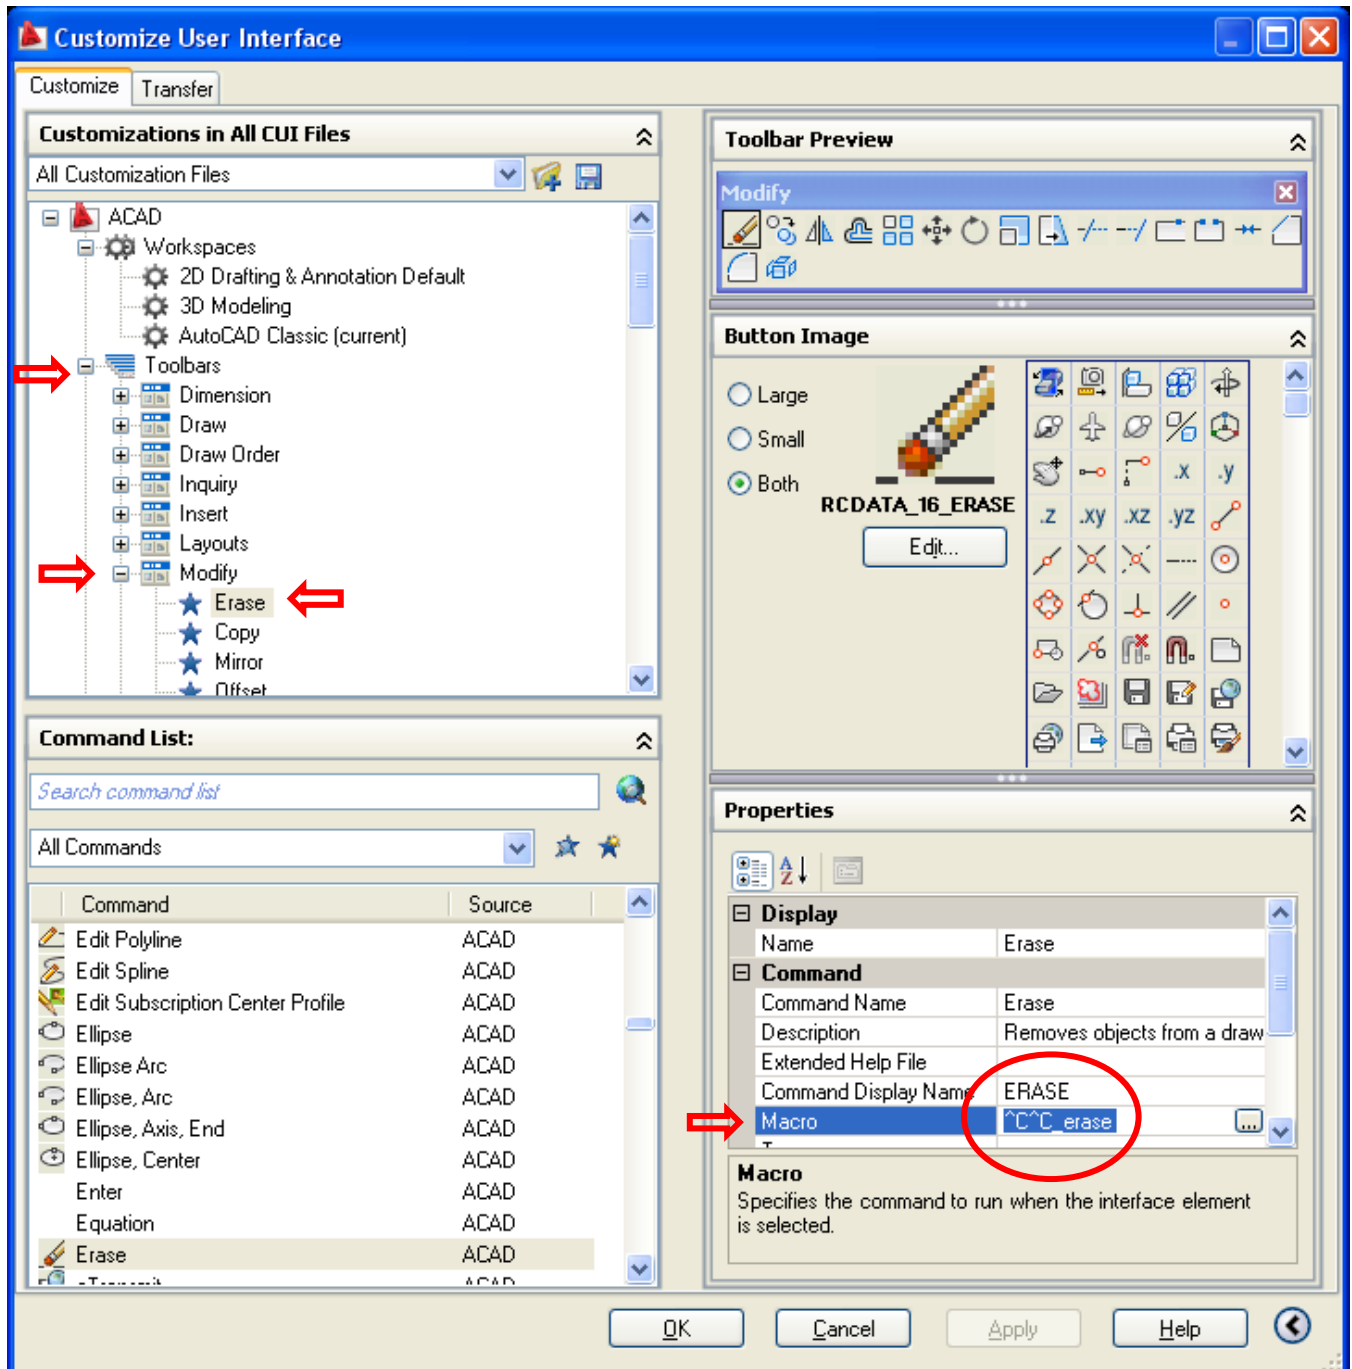 Customize User Interface
Customize
Transfer
Customizations in All CUI Files
All Customization Files
ACAD
Workspaces
2D Drafting & Annotation Default
3D Modeling
AutoCAD Classic (current)
Toolbars
Dimension
Draw
Draw Order
Inquiry
Insert
Layouts
Modify
Erase
Copy
Mirror
Offset
Command List:
Search command list
All Commands
Command Source
Edit Polyline ACAD
Edit Spline ACAD
Edit Subscription Center Profile ACAD
Ellipse ACAD
Ellipse Arc ACAD
Ellipse, Arc ACAD
Ellipse, Axis, End ACAD
Ellipse, Center ACAD
Enter ACAD
Equation ACAD
Erase ACAD
eTransmit ACAD
Toolbar Preview
Modify
Button Image
Large
Small
Both
RCDATA_16_ERASE
Edit...
.x .y
.z .xy .xz .yz
Properties
Display
Name Erase
Command
Command Name Erase
Description Removes objects from a draw
Extended Help File
Command Display Name ERASE
Macro ^C^C_erase ...
Macro
Specifies the command to run when the interface element
is selected.
OK Cancel Apply Help